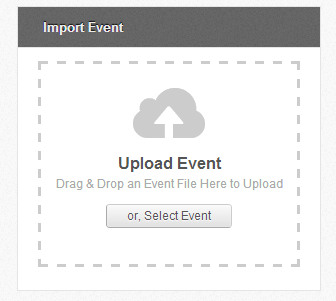 Import Event
Upload Event
Drag & Drop an Event File Here to Upload
or, Select Event